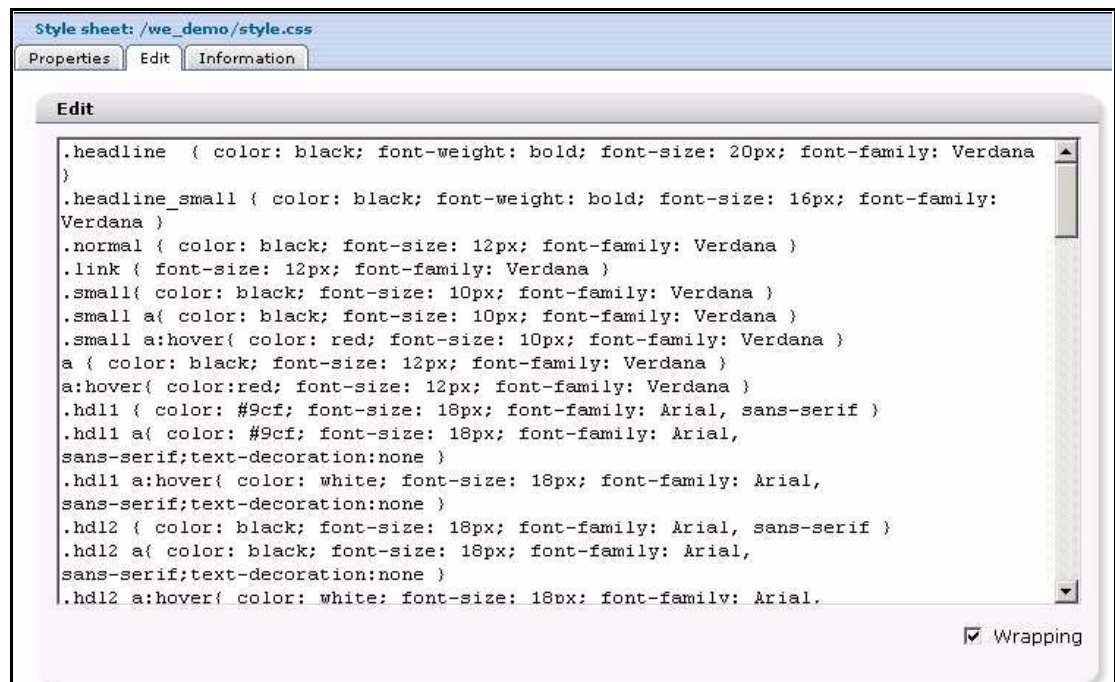 Style sheet: /we_demo/style.css
Properties Edit Information
Edit
.headline  { color: black; font-weight: bold; font-size: 20px; font-family: Verdana
}
.headline_small { color: black; font-weight: bold; font-size: 16px; font-family:
Verdana }
.normal { color: black; font-size: 12px; font-family: Verdana }
.link { font-size: 12px; font-family: Verdana }
.small{ color: black; font-size: 10px; font-family: Verdana }
.small a{ color: black; font-size: 10px; font-family: Verdana }
.small a:hover{ color: red; font-size: 10px; font-family: Verdana }
a { color: black; font-size: 12px; font-family: Verdana }
a:hover{ color:red; font-size: 12px; font-family: Verdana }
.hdl1 { color: #9cf; font-size: 18px; font-family: Arial, sans-serif }
.hdl1 a{ color: #9cf; font-size: 18px; font-family: Arial,
sans-serif;text-decoration:none }
.hdl1 a:hover{ color: white; font-size: 18px; font-family: Arial,
sans-serif;text-decoration:none }
.hdl2 { color: black; font-size: 18px; font-family: Arial, sans-serif }
.hdl2 a{ color: black; font-size: 18px; font-family: Arial,
sans-serif;text-decoration:none }
.hdl2 a:hover{ color: white; font-size: 18px; font-family: Arial,
Wrapping